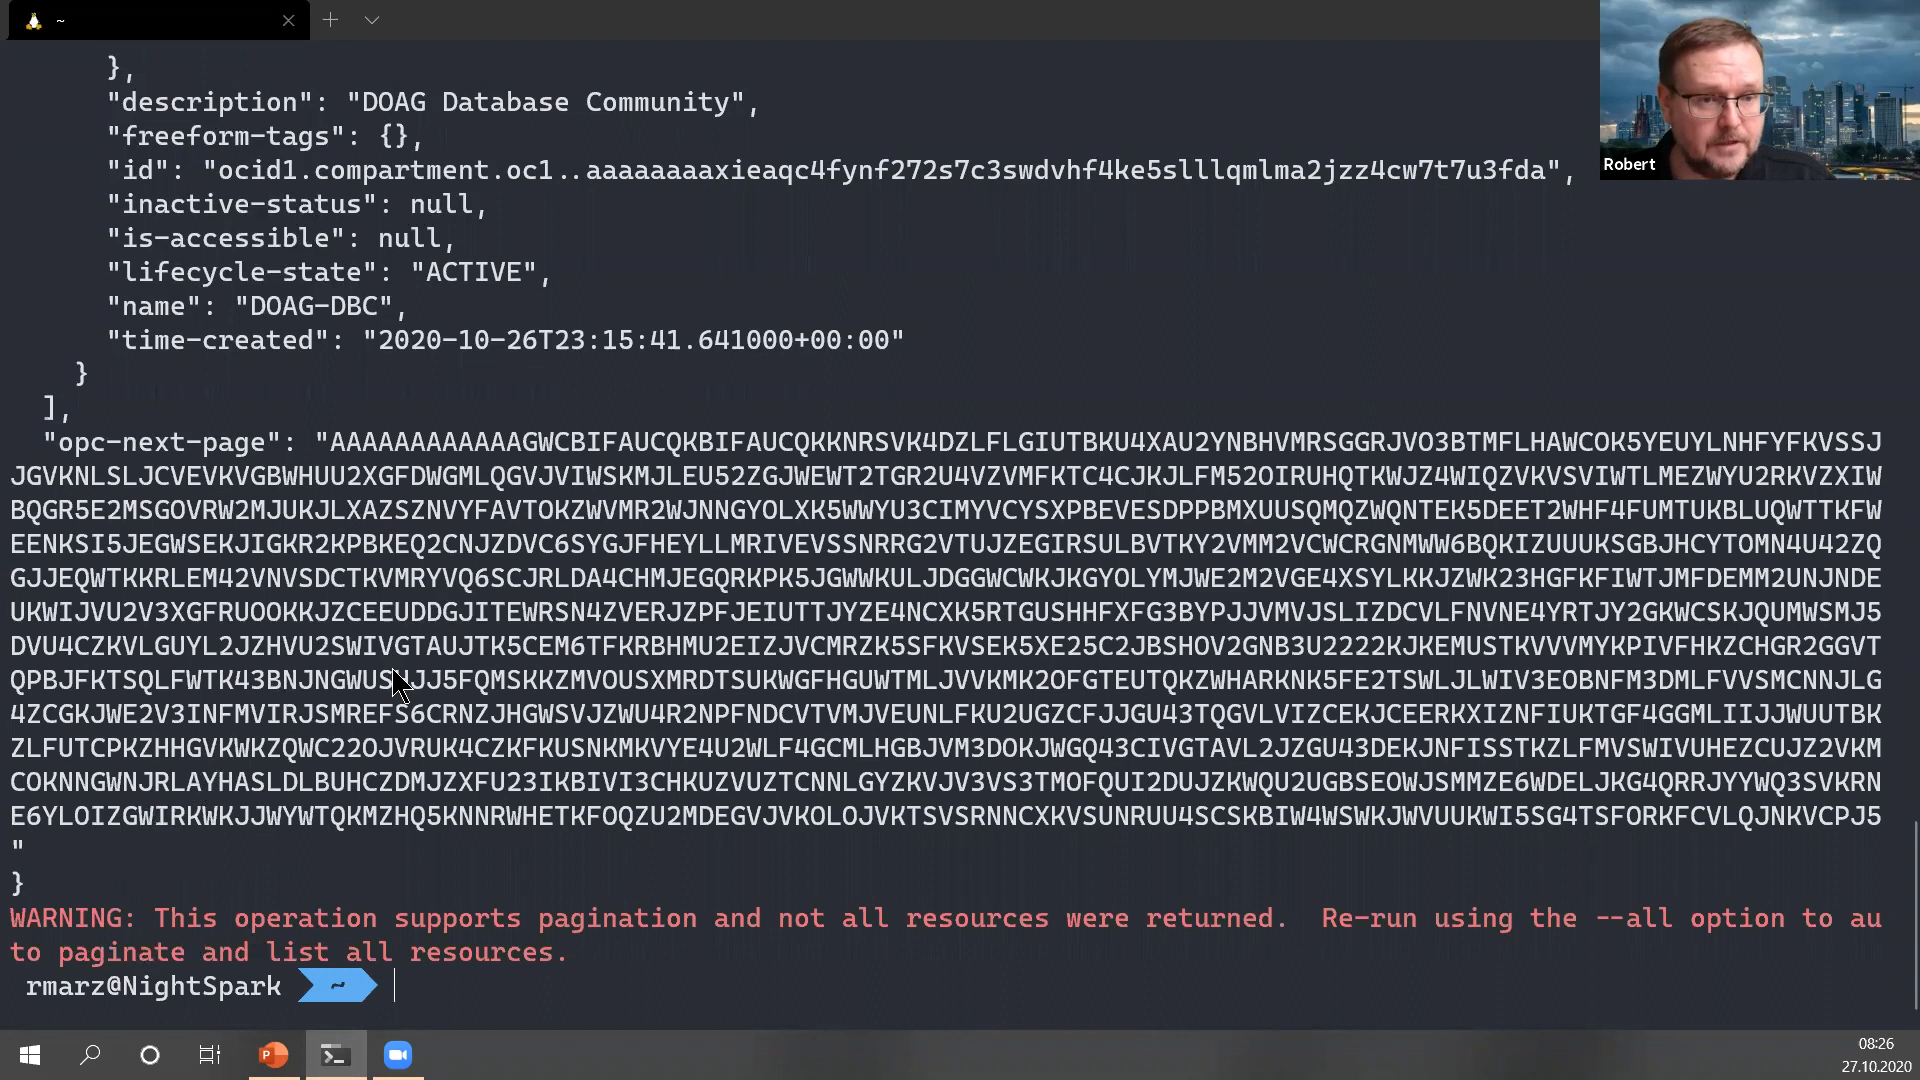 ~
},
"description": "DOAG Database Community",
"freeform-tags": {},
"id": "ocid1.compartment.oc1..aaaaaaaaxieaqc4fynf272s7c3swdvhf4ke5slllqmlma2jzz4cw7t7u3fda",
"inactive-status": null,
"is-accessible": null,
"lifecycle-state": "ACTIVE",
"name": "DOAG-DBC",
"time-created": "2020-10-26T23:15:41.641000+00:00"
}
],
"opc-next-page": "AAAAAAAAAAAAGWCBIFAUCQKBIFAUCQKKNRSVK4DZLFLGIUTBKU4XAU2YNBHVMRSGGRJVO3BTMFLHAWCOK5YEUYLNHFYFKVSSJ
JGVKNLSLJCVEVKVGBWHUU2XGFDWGMLQGVJVIWSKMJLEU52ZGJWEWT2TGR2U4VZVMFKTC4CJKJLFM52OIRUHQTKWJZ4WIQZVKVSVIWTLMEZWYU2RKVZXIW
BQGR5E2MSGOVRW2MJUKJLXAZSZNVYFAVTOKZWVMR2WJNNGYOLXK5WWYU3CIMYVCYSXPBEVESDPPBMXUUSQMQZWQNTEK5DEET2WHF4FUMTUKBLUQWTTKFW
EENKSI5JEGWSEKJIGKR2KPBKEQ2CNJZDVC6SYGJFHEYLLMRIVEVSSNRRG2VTUJZEGIRSULBVTKY2VMM2VCWCRGNMWW6BQKIZUUUKSGBJHCYTOMN4U42ZQ
GJJEQWTKKRLEM42VNVSDCTKVMRYVQ6SCJRLDA4CHMJEGQRKPK5JGWWKULJDGGWCWKJKGYOLYMJWE2M2VGE4XSYLKKJZWK23HGFKFIWTJMFDEMM2UNJNDE
UKWIJVU2V3XGFRUOOKKJZCEEUDDGJITEWRSN4ZVERJZPFJEIUTTJYZE4NCXK5RTGUSHHFXFG3BYPJJVMVJSLIZDCVLFNVNE4YRTJY2GKWCSKJQUMWSMJ5
DVU4CZKVLGUYL2JZHVU2SWIVGTAUJTK5CEM6TFKRBHMU2EIZJVCMRZK5SFKVSEK5XE25C2JBSHOV2GNB3U2222KJKEMUSTKVVVMYKPIVFHKZCHGR2GGVT
4ZCGKJWE2V3INFMVIRJSMREFS6CRNZJHGWSVJZWU4R2NPFNDCVTVMJVEUNLFKU2UGZCFJJGU43TQGVLVIZCEKJCEERKXIZNFIUKTGF4GGMLIIJJWUUTBK
ZLFUTCPKZHHGVKWKZQWC22OJVRUK4CZKFKUSNKMKVYE4U2WLF4GCMLHGBJVM3DOKJWGQ43CIVGTAVL2JZGU43DEKJNFISSTKZLFMVSWIVUHEZCUJZ2VKM
COKNNGWNJRLAYHASLDLBUHCZDMJZXFU23IKBIVI3CHKUZVUZTCNNLGYZKVJV3VS3TMOFQUI2DUJZKWQU2UGBSEOWJSMMZE6WDELJKG4QRRJYYWQ3SVKRN
E6YLOIZGWIRKWKJJWYWTQKMZHQ5KNNRWHETKFOQZU2MDEGVJVKOLOJVKTSVSRNNCXKVSUNRUU4SCSKBIW4WSWKJWVUUKWI5SG4TSFORKFCVLQJNKVCPJ5
"
}
WARNING: This operation supports pagination and not all resources were returned.  Re-run using the --all option to au
to paginate and list all resources.
rmarz@NightSpark ~
Robert
08:26
27.10.2020